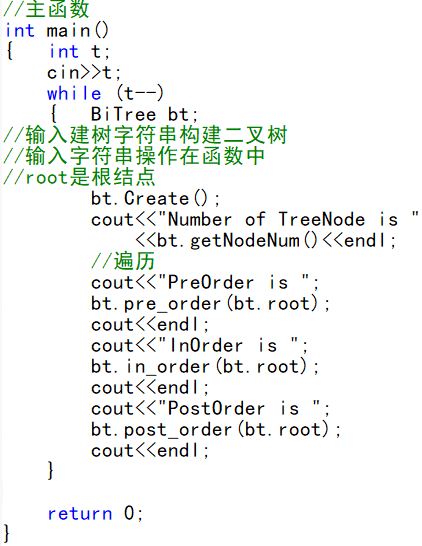 //主函数
int main()
{   int t;
    cin>>t;
    while (t--)
    {   BiTree bt;
//输入建树字符串构建二叉树
//输入字符串操作在函数中
//root是根结点
        bt.Create();
        cout<<"Number of TreeNode is "
            <<bt.getNodeNum()<<endl;
        //遍历
        cout<<"PreOrder is ";
        bt.pre_order(bt.root);
        cout<<endl;
        cout<<"InOrder is ";
        bt.in_order(bt.root);
        cout<<endl;
        cout<<"PostOrder is ";
        bt.post_order(bt.root);
        cout<<endl;
    }

    return 0;
}